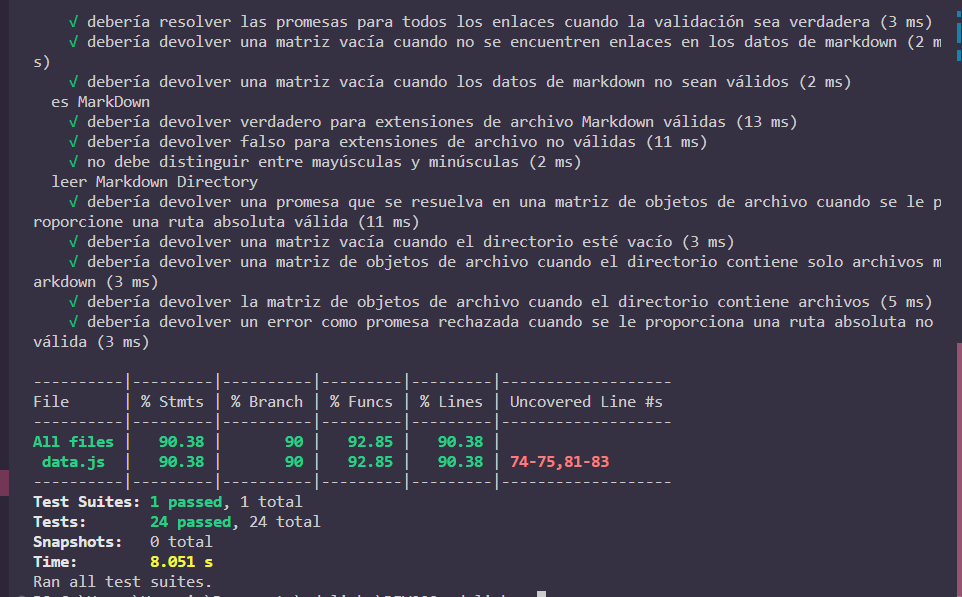 √ debería resolver las promesas para todos los enlaces cuando la validación sea verdadera (3 ms)
√ debería devolver una matriz vacía cuando no se encuentren enlaces en los datos de markdown (2 m
s)
√ debería devolver una matriz vacía cuando los datos de markdown no sean válidos (2 ms)
es MarkDown
√ debería devolver verdadero para extensiones de archivo Markdown válidas (13 ms)
√ debería devolver falso para extensiones de archivo no válidas (11 ms)
√ no debe distinguir entre mayúsculas y minúsculas (2 ms)
leer Markdown Directory
√ debería devolver una promesa que se resuelva en una matriz de objetos de archivo cuando se le p
roporcione una ruta absoluta válida (11 ms)
√ debería devolver una matriz vacía cuando el directorio esté vacío (3 ms)
√ debería devolver una matriz de objetos de archivo cuando el directorio contiene solo archivos m
arkdown (3 ms)
√ debería devolver la matriz de objetos de archivo cuando el directorio contiene archivos (5 ms)
√ debería devolver un error como promesa rechazada cuando se le proporciona una ruta absoluta no
válida (3 ms)
----------|---------|----------|---------|---------|-------------------
File      | % Stmts | % Branch | % Funcs | % Lines | Uncovered Line #s
----------|---------|----------|---------|---------|-------------------
All files |   90.38 |       90 |   92.85 |   90.38 |
 data.js  |   90.38 |       90 |   92.85 |   90.38 | 74-75,81-83
----------|---------|----------|---------|---------|-------------------
Test Suites: 1 passed, 1 total
Tests:       24 passed, 24 total
Snapshots:   0 total
Time:        8.051 s
Ran all test suites.